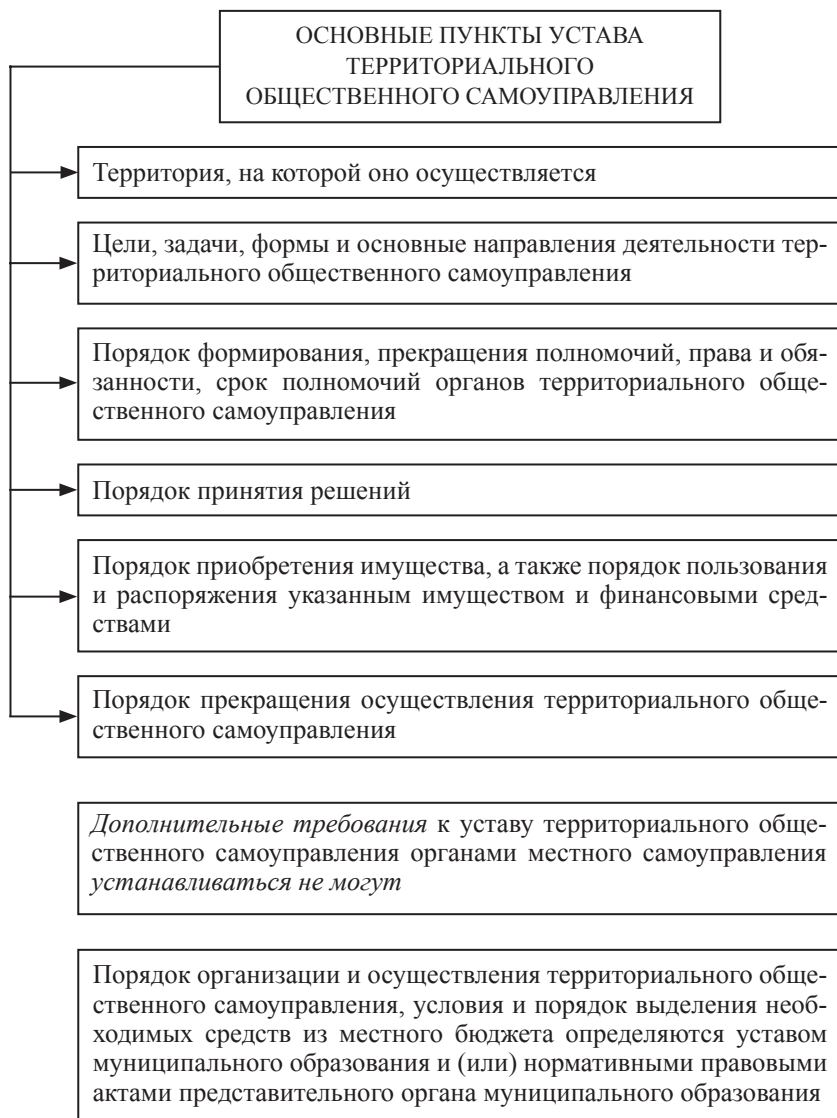 ОСНОВНЫЕ ПУНКТЫ УСТАВА
ТЕРРИТОРИАЛЬНОГО
ОБЩЕСТВЕННОГО САМОУПРАВЛЕНИЯ
Территория, на которой оно осуществляется
Цели, задачи, формы и основные направления деятельности тер-
риториального общественного самоуправления
Порядок формирования, прекращения полномочий, права и обя-
занности, срок полномочий органов территориального обще-
ственного самоуправления
Порядок принятия решений
Порядок приобретения имущества, а также порядок пользования
и распоряжения указанным имуществом и финансовыми сред-
ствами
Порядок прекращения осуществления территориального обще-
ственного самоуправления
Дополнительные требования к уставу территориального обще-
ственного самоуправления органами местного самоуправления
устанавливаться не могут
Порядок организации и осуществления территориального обще-
ственного самоуправления, условия и порядок выделения необ-
ходимых средств из местного бюджета определяются уставом
муниципального образования и (или) нормативными правовыми
актами представительного органа муниципального образования